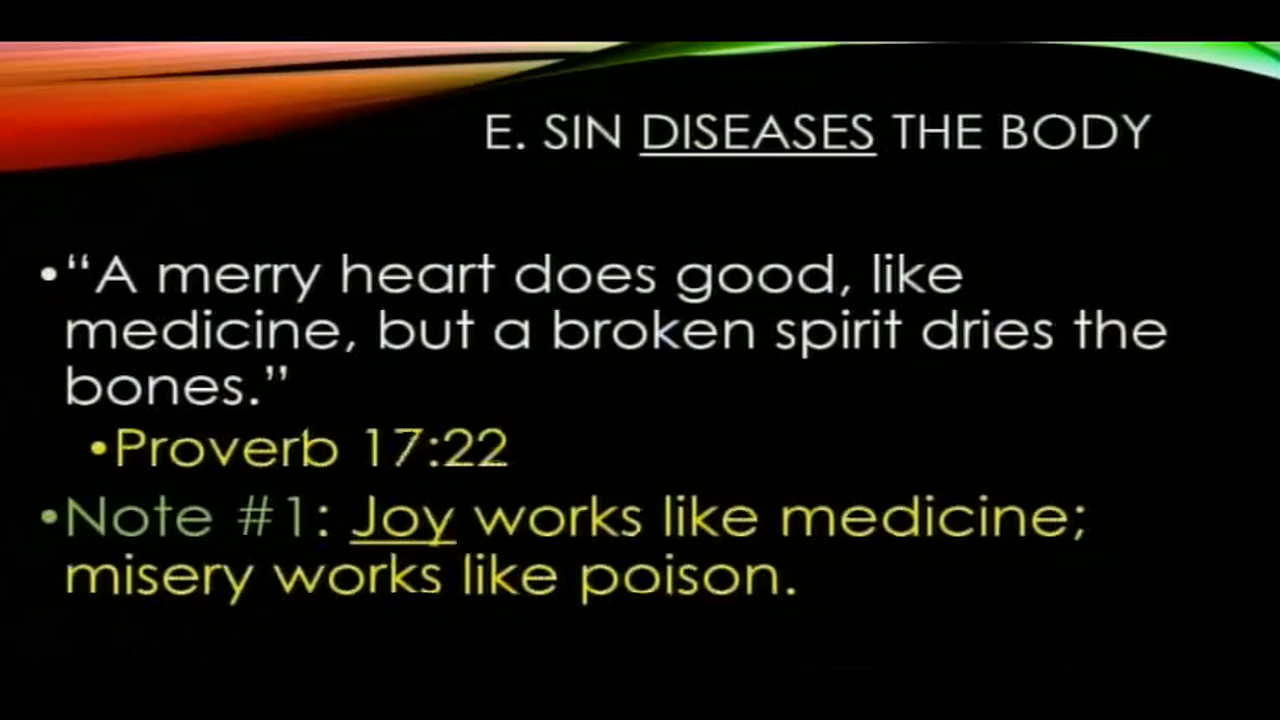 E. SIN DISEASES THE BODY
•“A merry heart does good, like
medicine, but a broken spirit dries the
bones.”
•Proverb 17:22
•Note #1: Joy works like medicine;
misery works like poison.